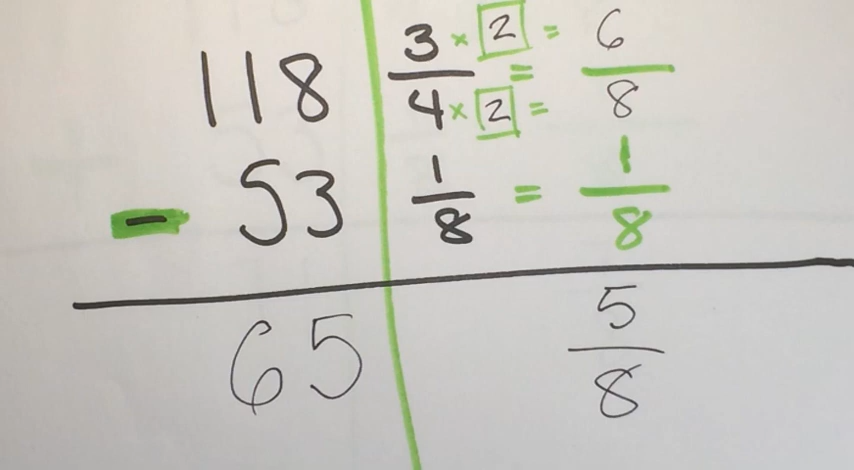 118 3/4 × 2 = 6/8
× 2 =
- 53 1/8 = 1/8
65 5/8